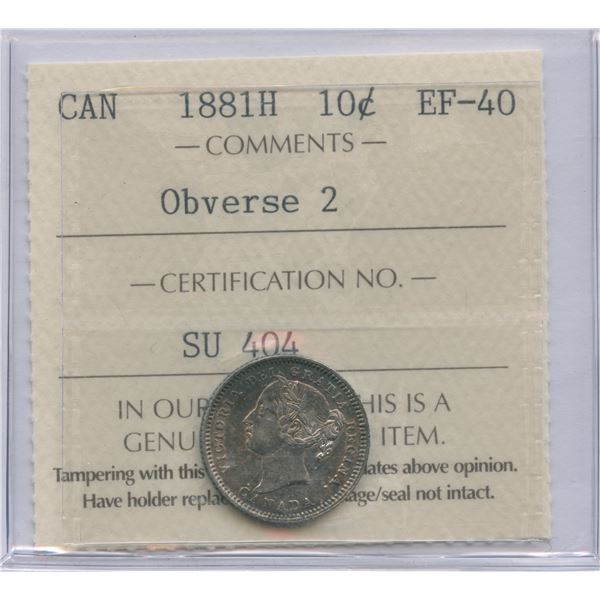 CAN 1881H 10¢ EF-40
— COMMENTS —
Obverse 2
— CERTIFICATION NO. —
SU 404
IN OUR HIS IS A
GENU ITEM.
Tampering with this ates above opinion.
Have holder repla age/seal not intact.
VICTORIA DEI GRATIA REGINA.
CANADA